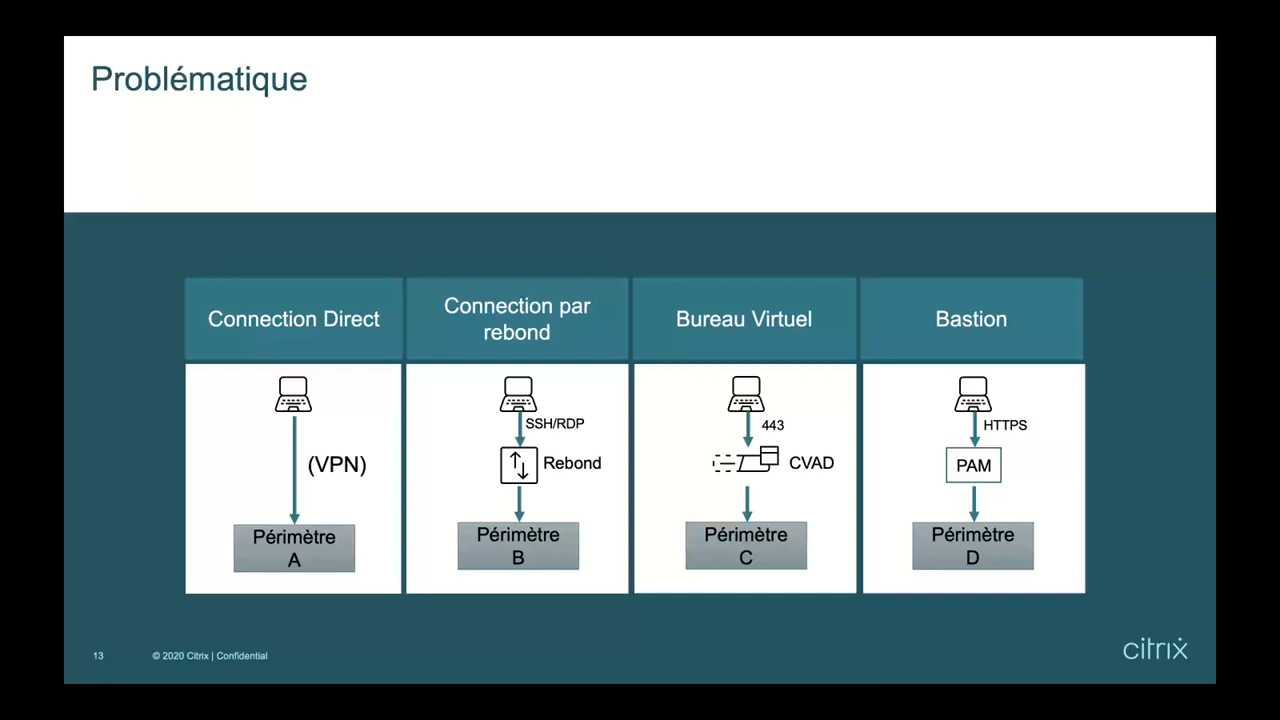 Problématique
Connection Direct
Connection par
rebond
Bureau Virtuel
Bastion
(VPN)
Périmètre
A
SSH/RDP
Rebond
Périmètre
B
443
CVAD
Périmètre
C
HTTPS
PAM
Périmètre
D
13
© 2020 Citrix | Confidential
citrix